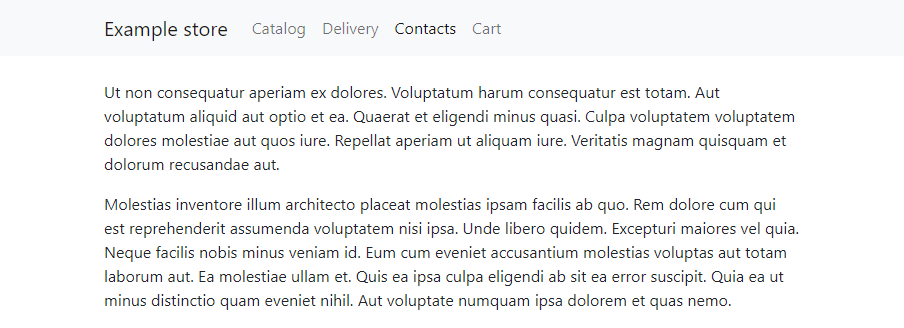 Example store Catalog Delivery Contacts Cart
Ut non consequatur aperiam ex dolores. Voluptatum harum consequatur est totam. Aut
voluptatum aliquid aut optio et ea. Quaerat et eligendi minus quasi. Culpa voluptatem voluptatem
dolores molestiae aut quos iure. Repellat aperiam ut aliquam iure. Veritatis magnam quisquam et
dolorum recusandae aut.
Molestias inventore illum architecto placeat molestias ipsam facilis ab quo. Rem dolore cum qui
est reprehenderit assumenda voluptatem nisi ipsa. Unde libero quidem. Excepturi maiores vel quia.
Neque facilis nobis minus veniam id. Eum cum eveniet accusantium molestias voluptas aut totam
laborum aut. Ea molestiae ullam et. Quis ea ipsa culpa eligendi ab sit ea error suscipit. Quia ea ut
minus distinctio quam eveniet nihil. Aut voluptate numquam ipsa dolorem et quas nemo.